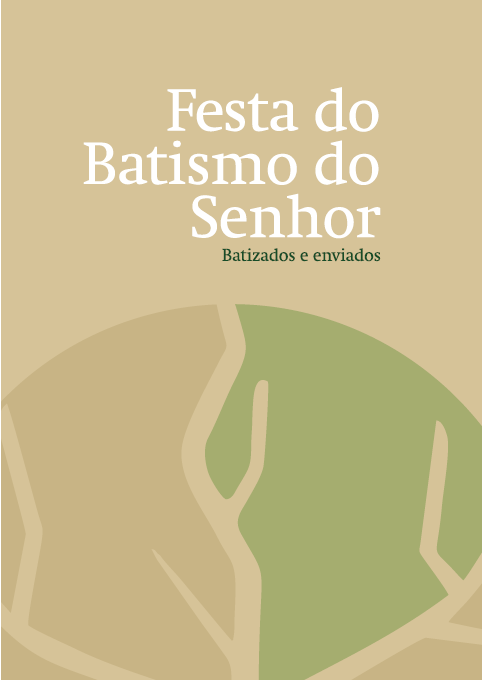 Festa do
Batismo do
Senhor
Batizados e enviados